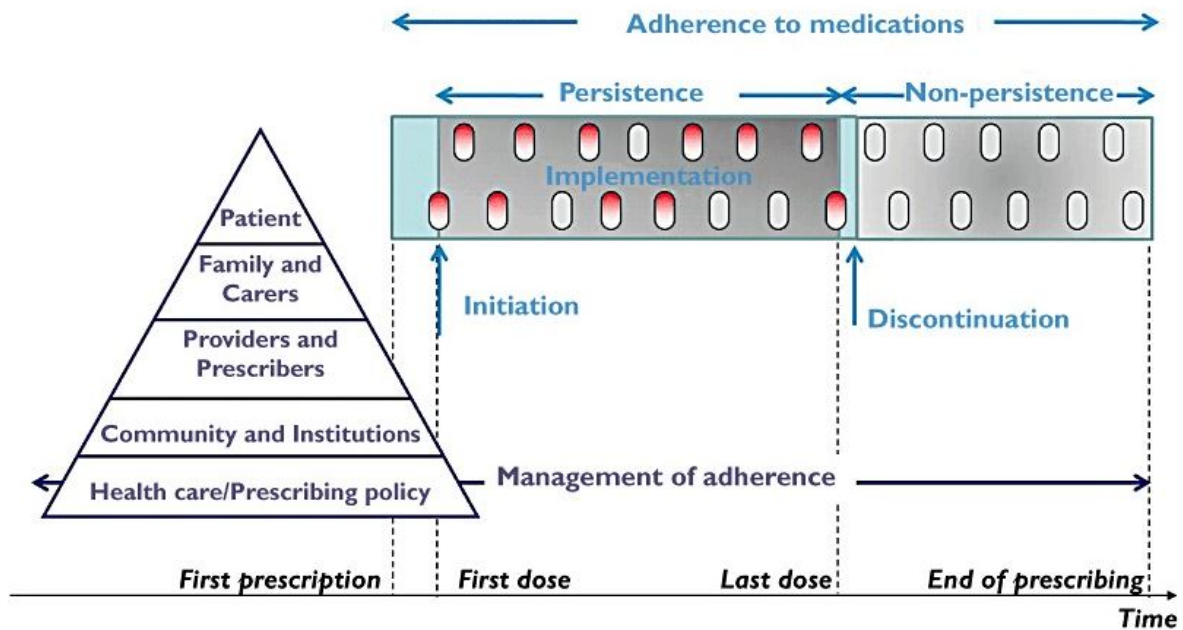 Adherence to medications
Persistence
Non-persistence
Implementation
Patient
Family and
Carers
Initiation
Discontinuation
Providers and
Prescribers
Community and Institutions
Management of adherence
Health care/Prescribing policy
First prescription
First dose
Last dose
End of prescribing
Time